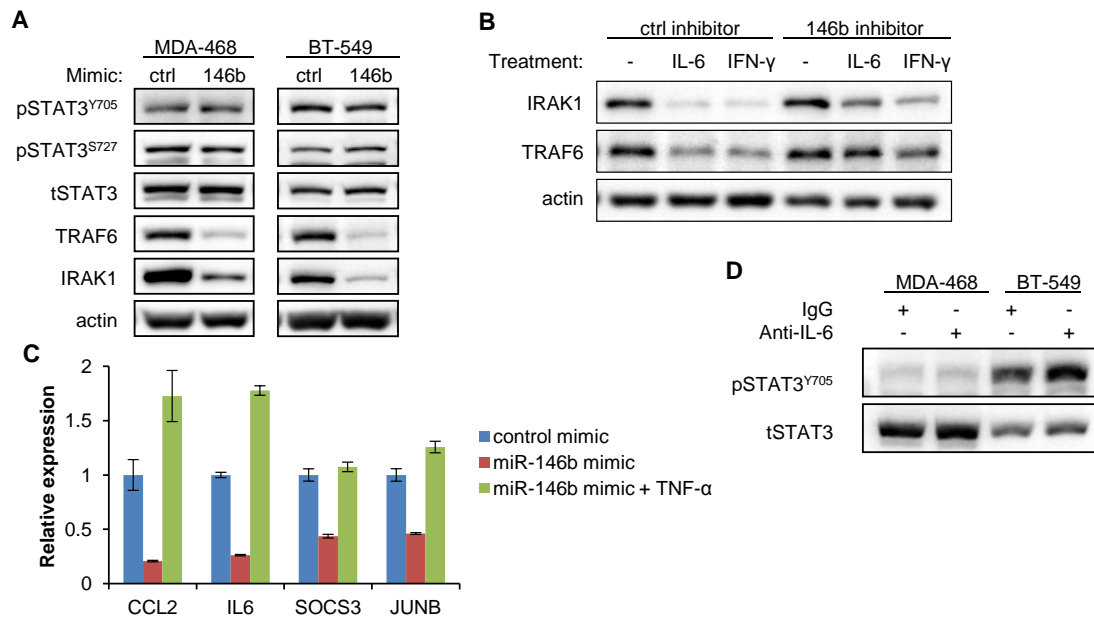 A
MDA-468 BT-549
Mimic: ctrl 146b ctrl 146b
pSTAT3Y705
pSTAT3S727
tSTAT3
TRAF6
IRAK1
actin
B
ctrl inhibitor 146b inhibitor
Treatment: - IL-6 IFN-γ - IL-6 IFN-γ
IRAK1
TRAF6
actin
C
Relative expression
2
1.5
1
0.5
0
CCL2 IL6 SOCS3 JUNB
control mimic
miR-146b mimic
miR-146b mimic + TNF-α
D
MDA-468 BT-549
IgG + - + -
Anti-IL-6 - + - +
pSTAT3Y705
tSTAT3